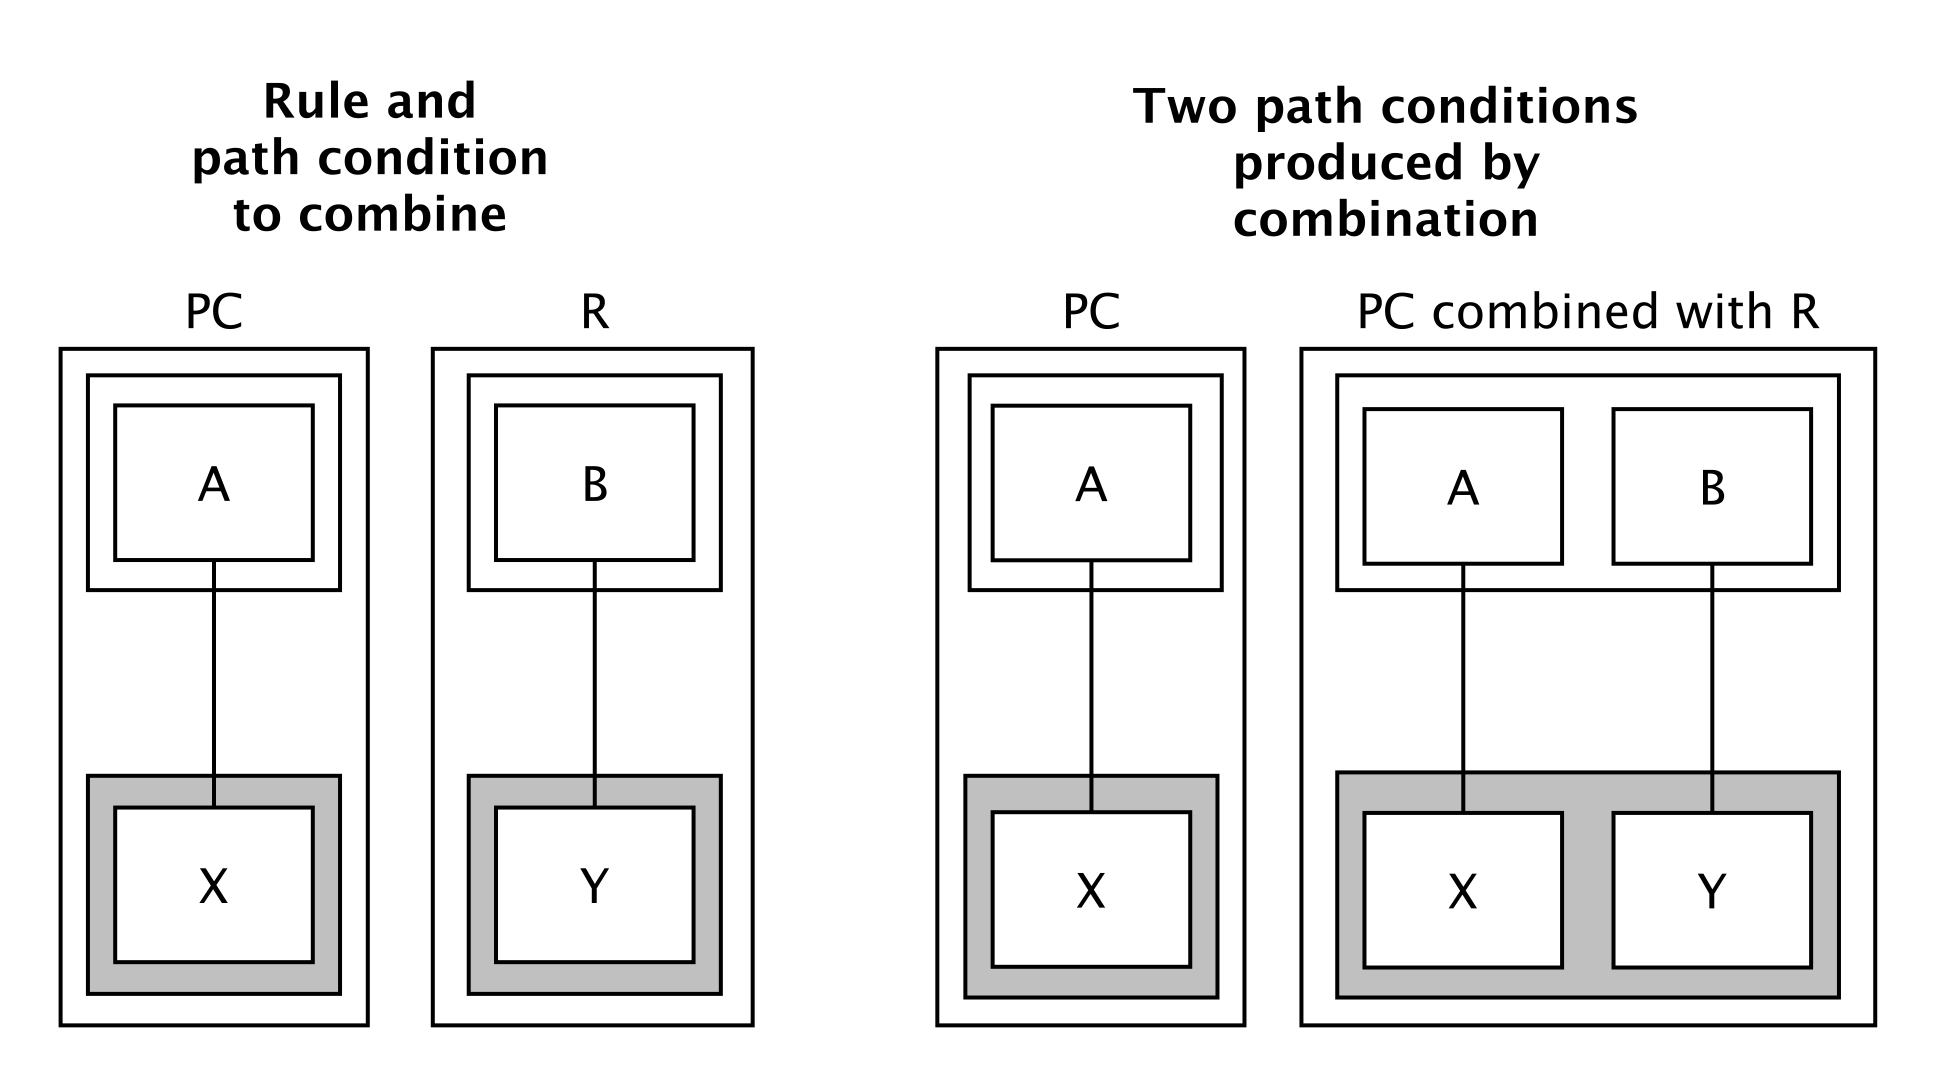 Rule and
path condition
to combine
PC
R
A
B
X
Y
Two path conditions
produced by
combination
PC
PC combined with R
A
A
B
X
X
Y